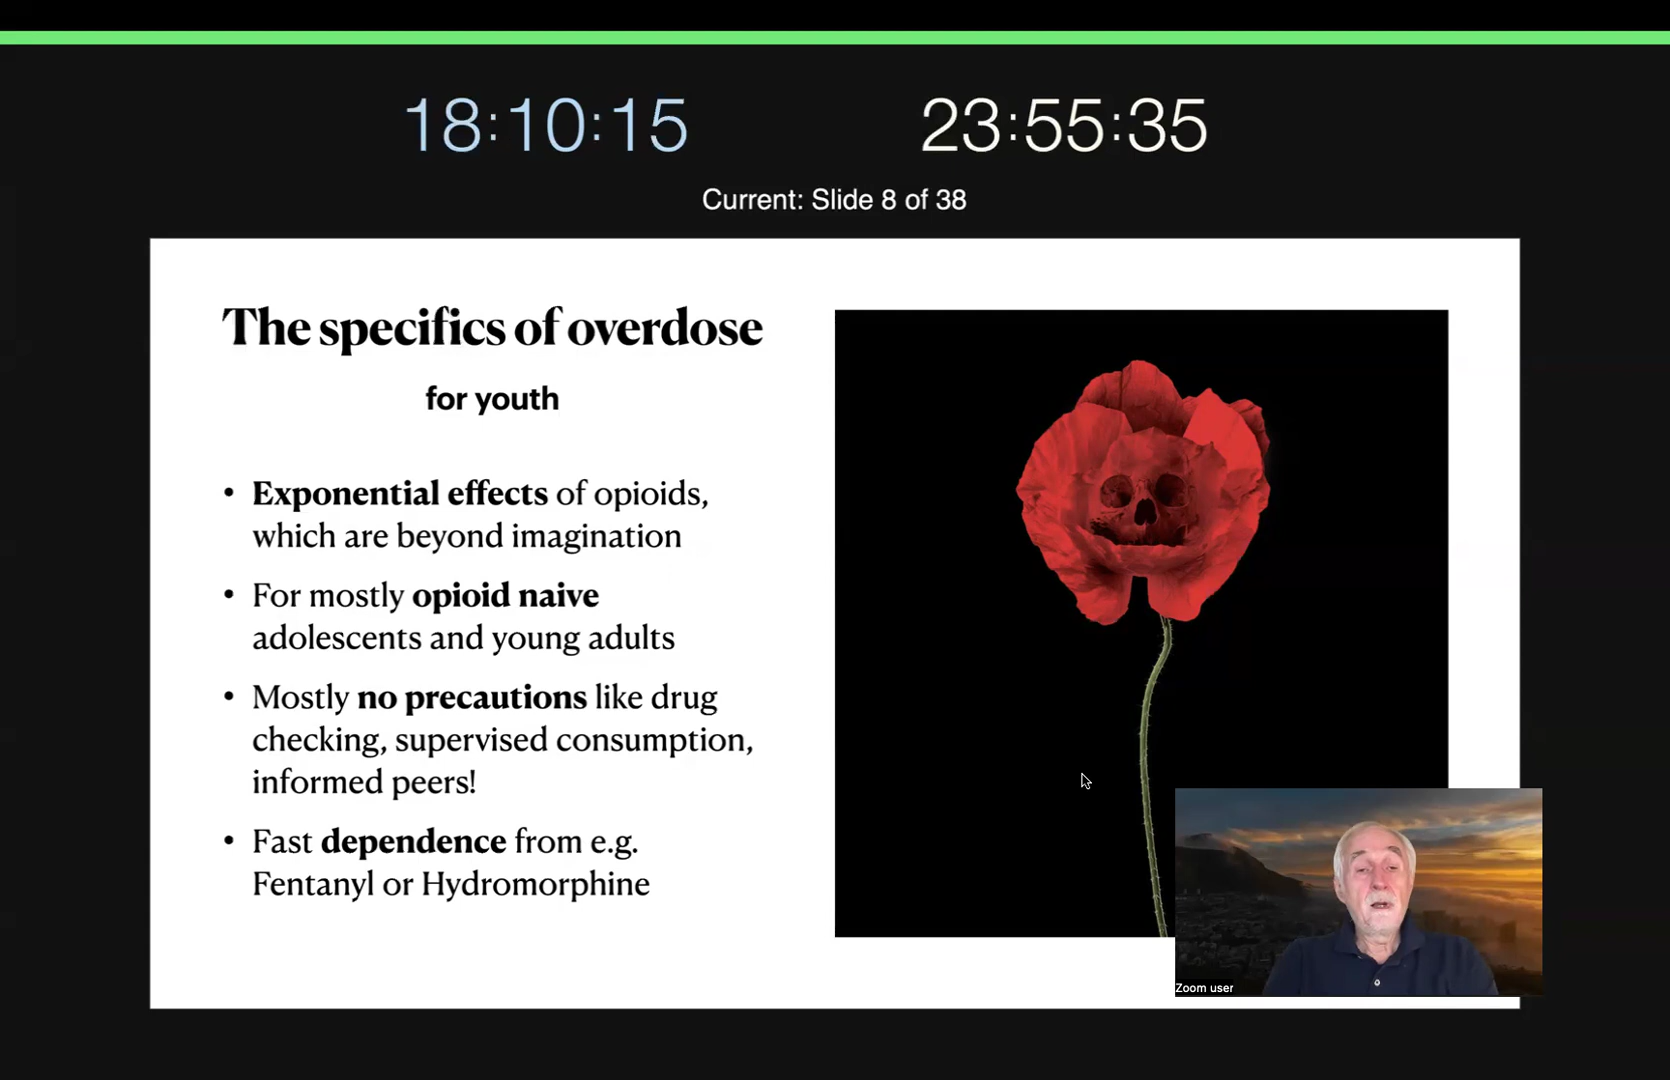 18:10:15
23:55:35
Current: Slide 8 of 38
The specifics of overdose
for youth
• Exponential effects of opioids,
which are beyond imagination
• For mostly opioid naive
adolescents and young adults
• Mostly no precautions like drug
checking, supervised consumption,
informed peers!
• Fast dependence from e.g.
Fentanyl or Hydromorphine
Zoom user